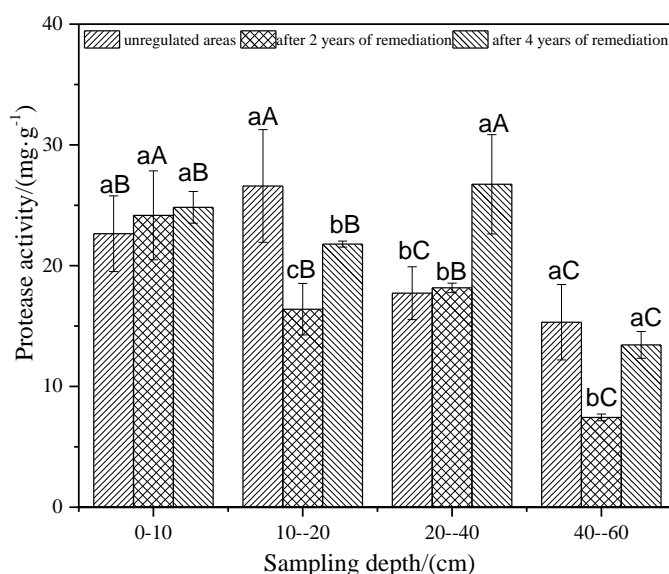 40
unregulated areas after 2 years of remediation after 4 years of remediation
30
20
10
0
Protease activity/(mg·g⁻¹)
aB aA aB
aA cB bB
bC bB aA
aC bC aC
0-10 10--20 20--40 40--60
Sampling depth/(cm)